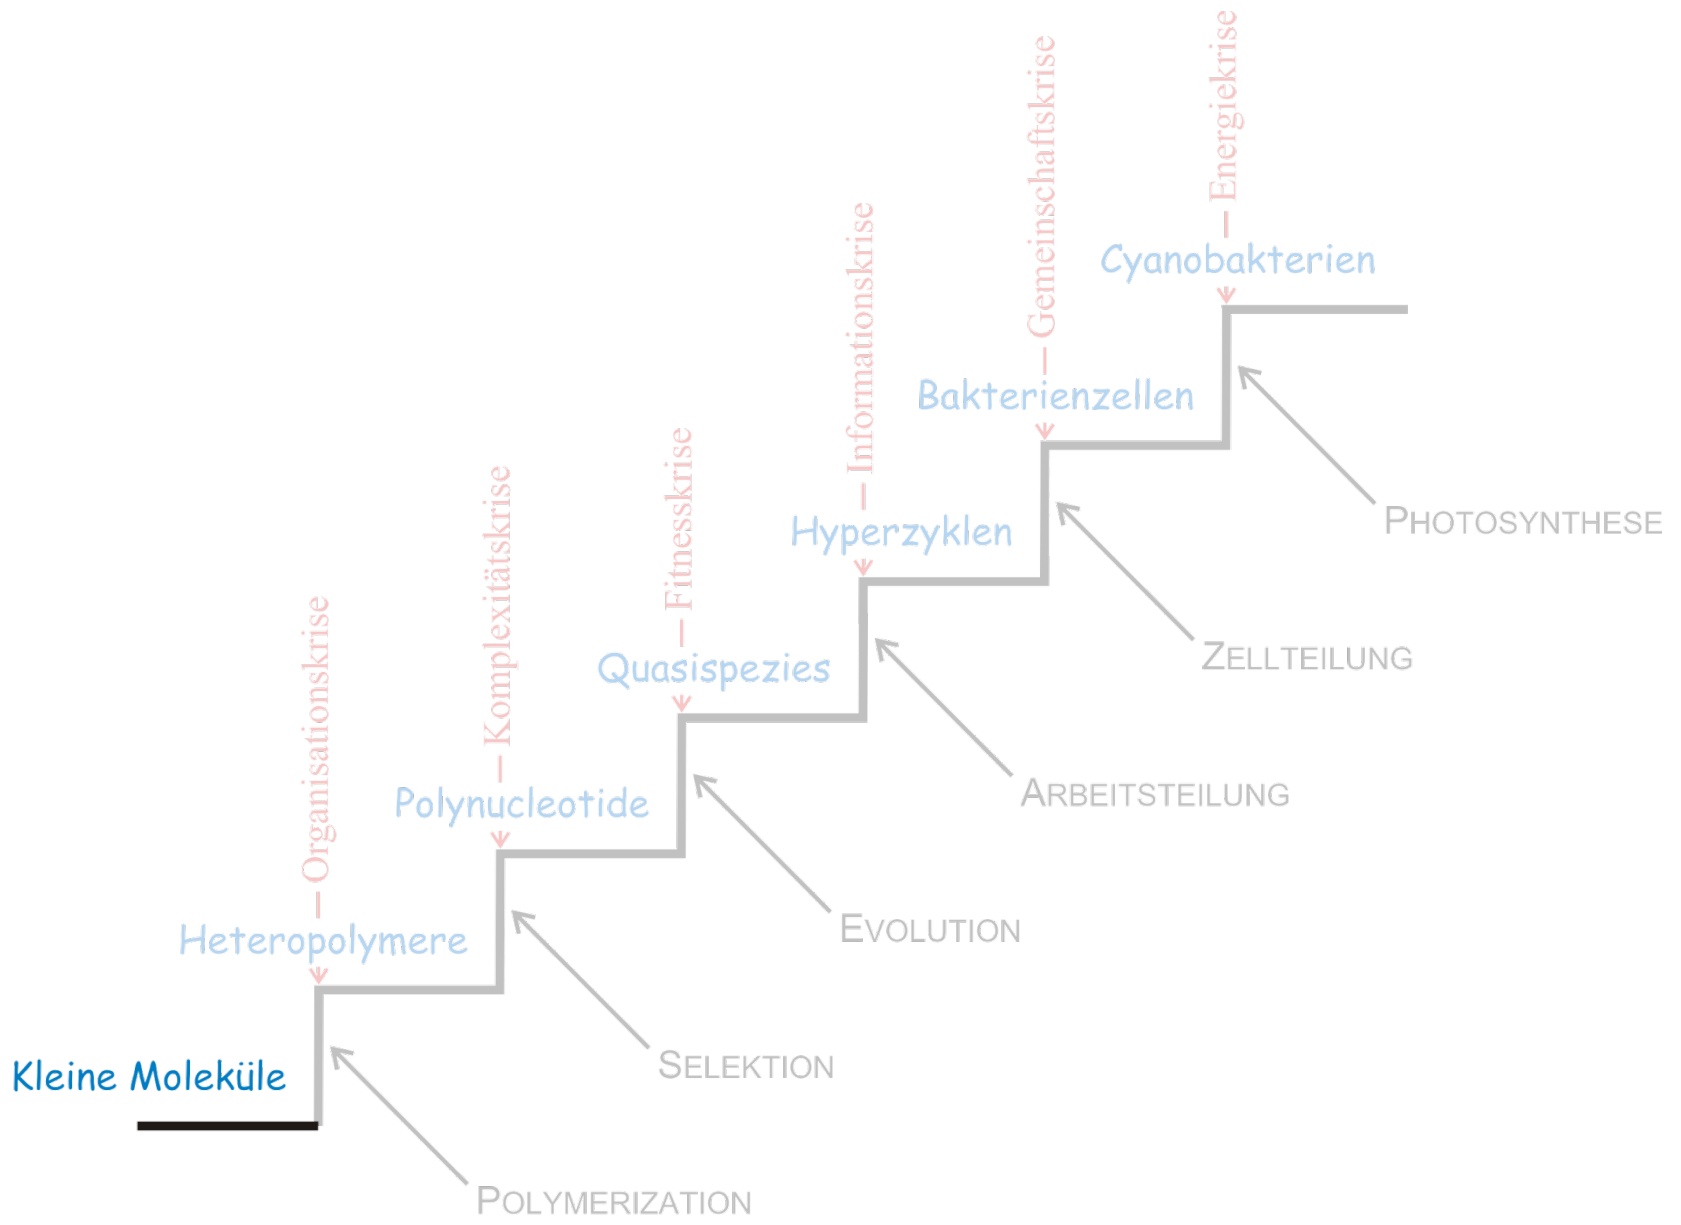 Energiekrise
Gemeinschaftskrise
Cyanobakterien
Informationskrise
Bakterienzellen
PHOTOSYNTHESE
Fitnesskrise
Hyperzyklen
ZELLTEILUNG
Komplexitätskrise
Quasispezies
ARBEITSTEILUNG
Organisationskrise
Polynucleotide
EVOLUTION
Heteropolymere
SELEKTION
Kleine Moleküle
POLYMERIZATION